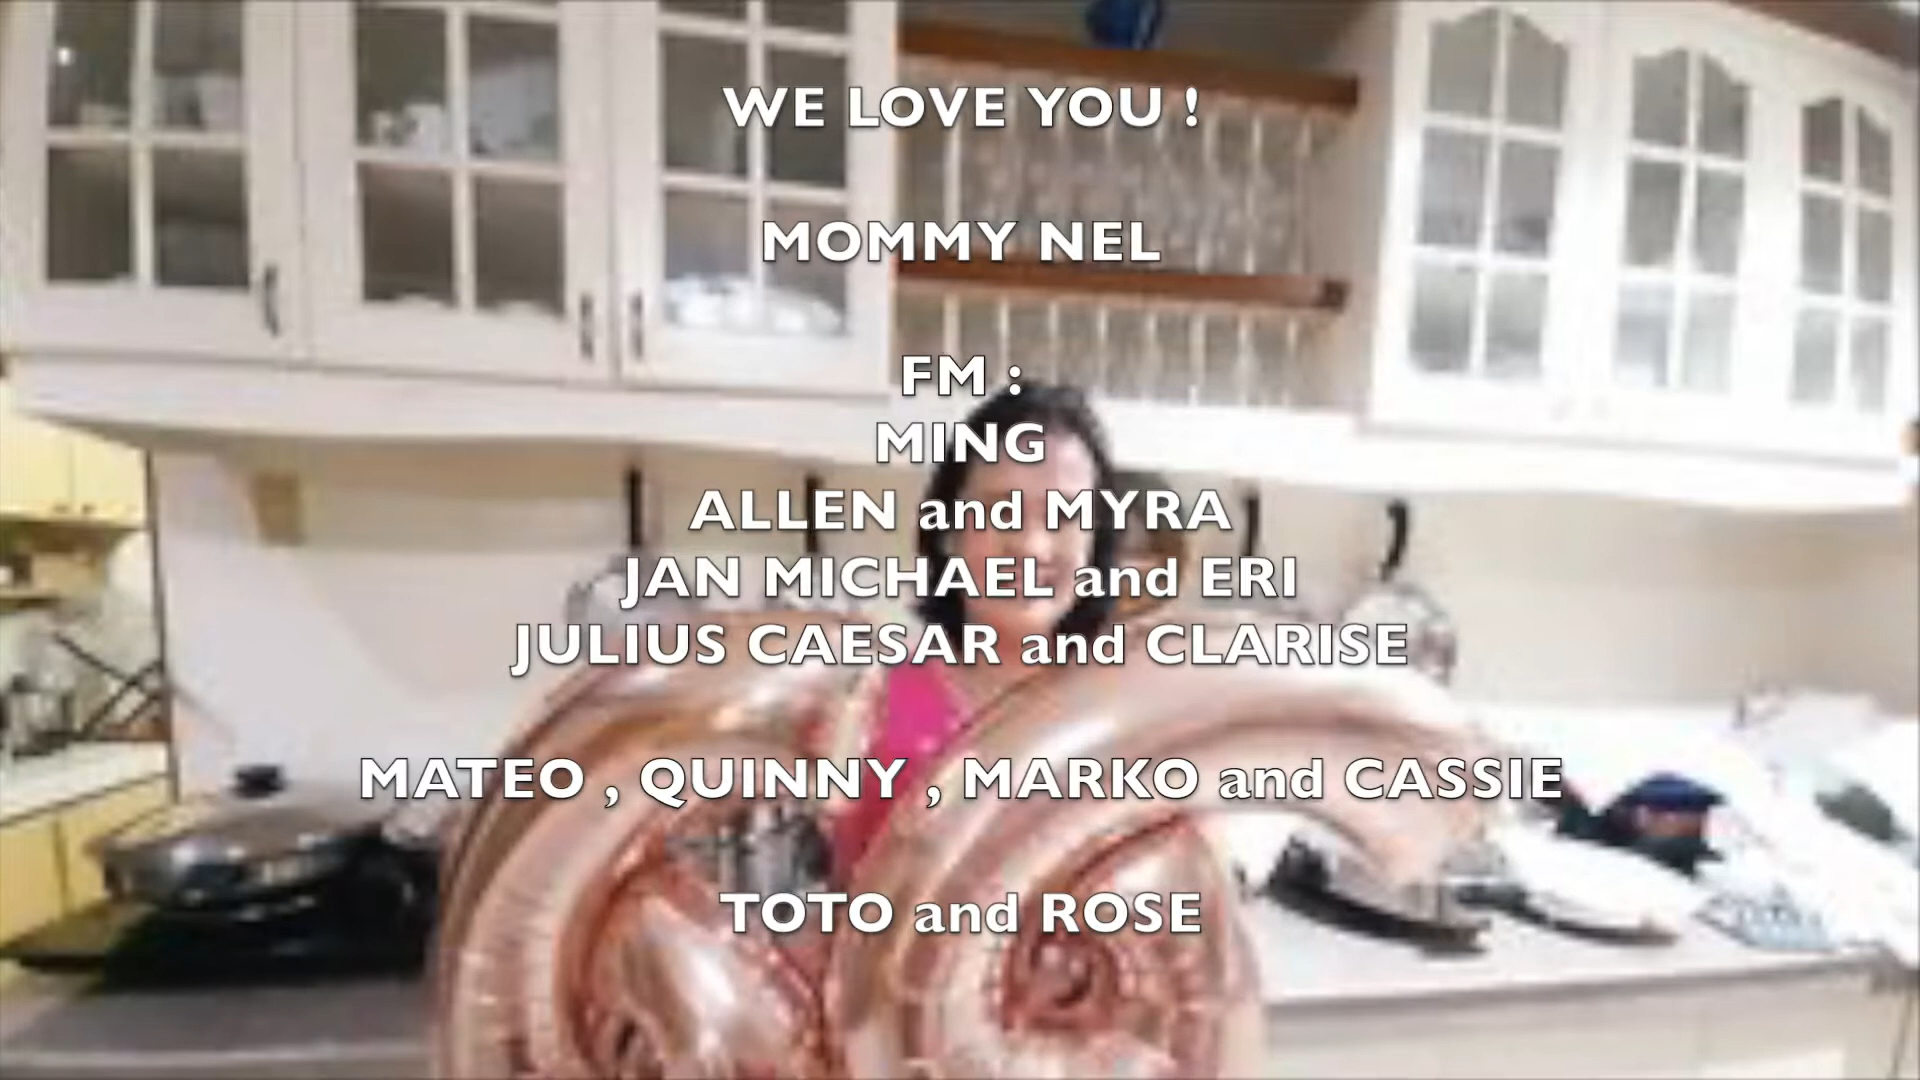 WE LOVE YOU !
MOMMY NEL
FM :
MING
ALLEN and MYRA
JAN MICHAEL and ERI
JULIUS CAESAR and CLARISE
MATEO , QUINNY , MARKO and CASSIE
TOTO and ROSE